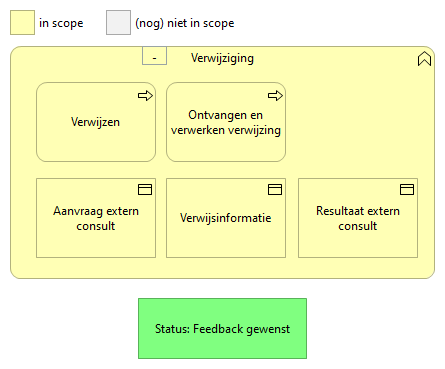 in scope
(nog) niet in scope
-
Verwijziging
Verwijzen
Ontvangen en
verwerken verwijzing
Aanvraag extern
consult
Verwijsinformatie
Resultaat extern
consult
Status: Feedback gewenst